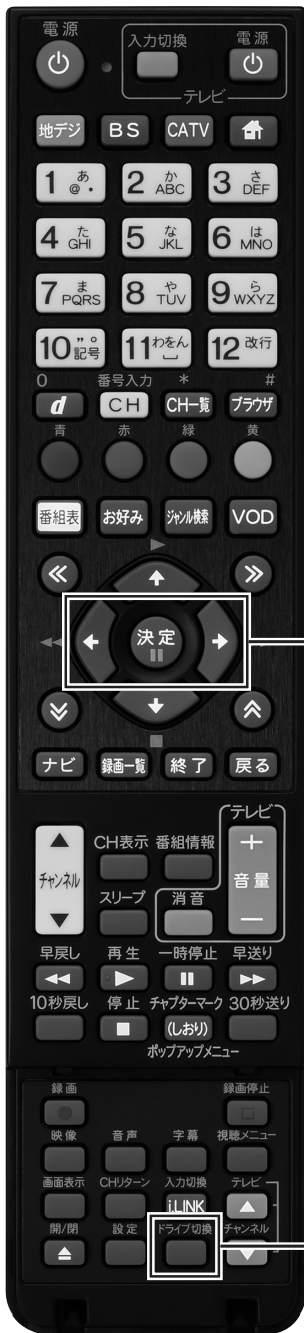 電源
入力切換 電源
テレビ
地デジ BS CATV
1 あ @. 2 か ABC 3 さ DEF
4 た GHI 5 な JKL 6 は MNO
7 ま PQRS 8 や TUV 9 ら WXYZ
10 ゛゜ 記号 11 わをん 12 改行
0 番号入力 * #
d CH CH一覧 ブラウザ
青 赤 緑 黄
番組表 お好み ジャンル検索 VOD
決定
ナビ 録画一覧 終了 戻る
テレビ
チャンネル CH表示 番組情報 + 音量 -
スリープ 消音
早戻し 再生 一時停止 早送り
10秒戻し 停止 チャプターマーク 30秒送り
(しおり)
ポップアップメニュー
録画 録画停止
映像 音声 字幕 視聴メニュー
画面表示 CHリターン 入力切換 テレビ
i.LINK
開/閉 設定 ドライブ切換 チャンネル